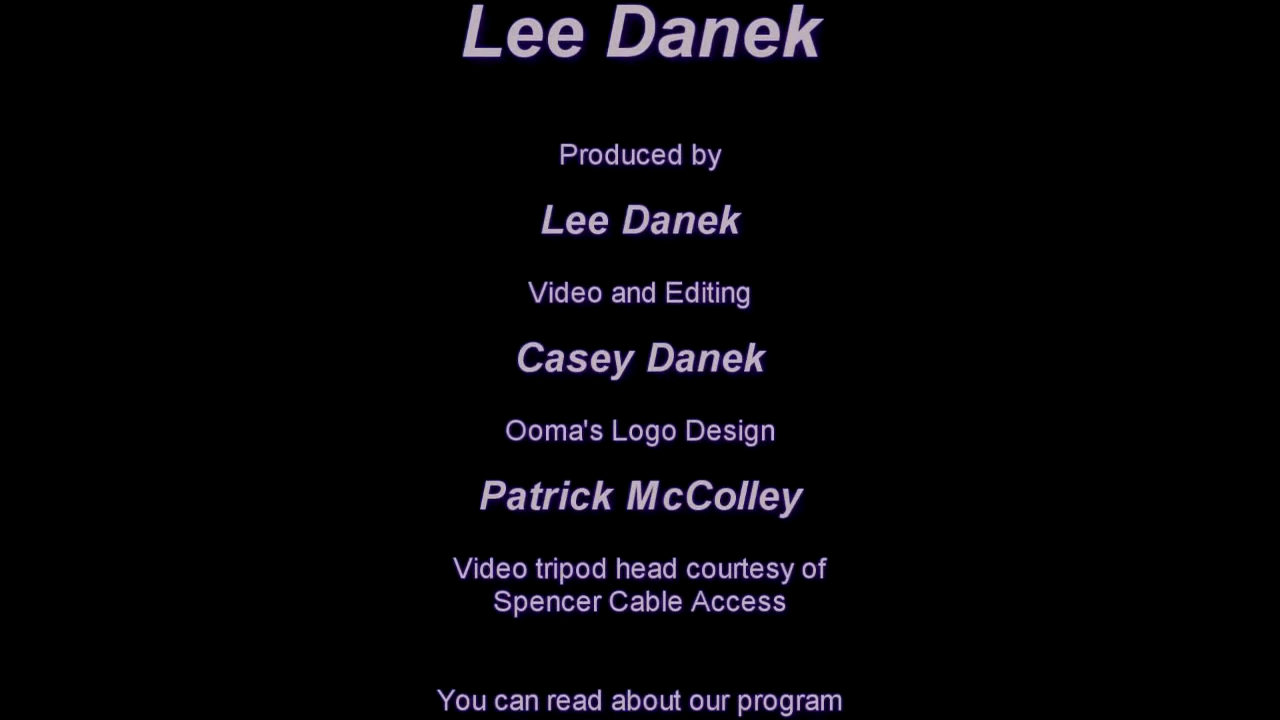 Lee Danek
Produced by
Lee Danek
Video and Editing
Casey Danek
Ooma's Logo Design
Patrick McColley
Video tripod head courtesy of
Spencer Cable Access
You can read about our program